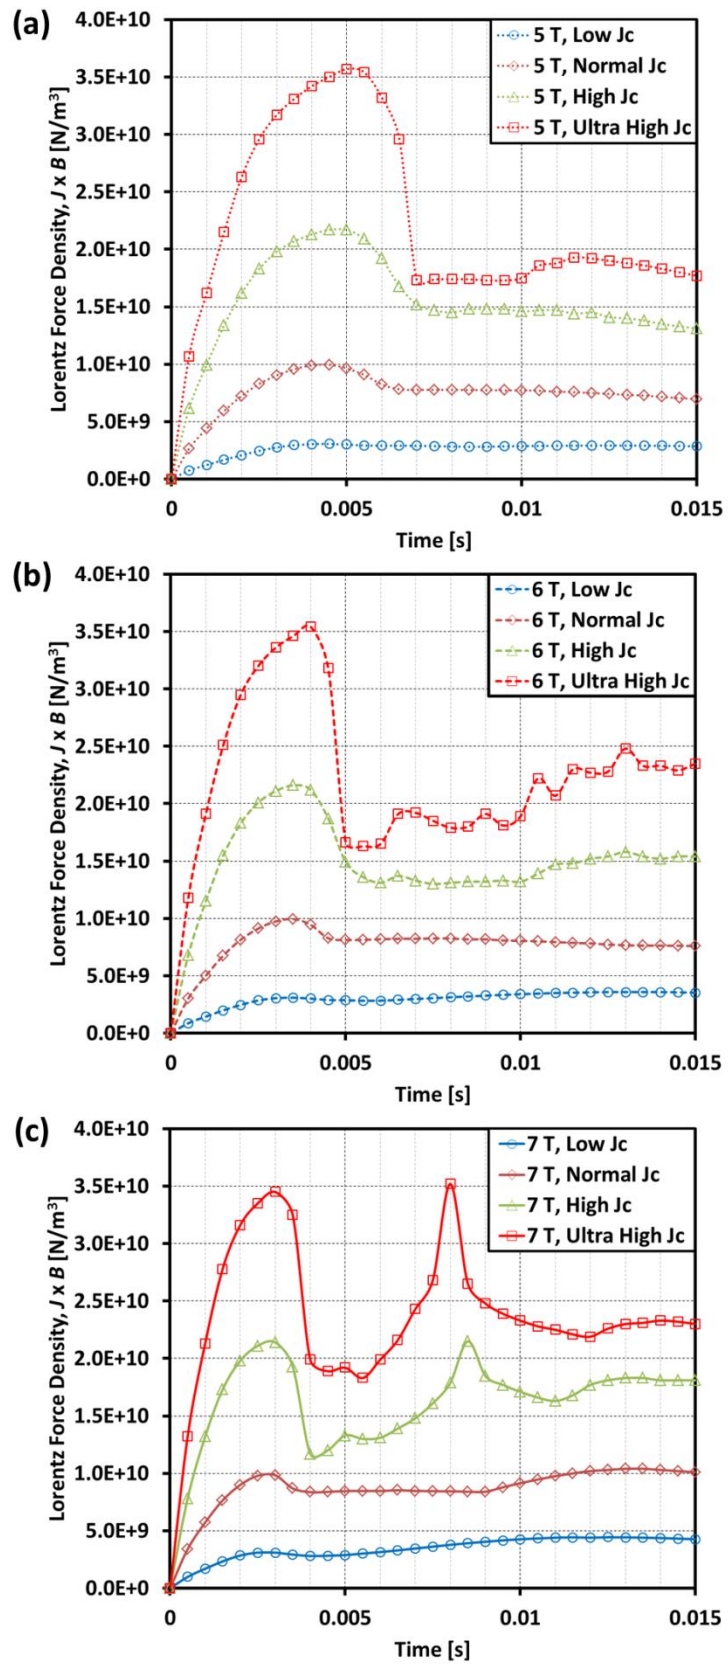 (a)
4.0E+10
3.5E+10
3.0E+10
2.5E+10
2.0E+10
1.5E+10
1.0E+10
5.0E+9
0.0E+0
Lorentz Force Density, J x B [N/m³]
5 T, Low Jc
5 T, Normal Jc
5 T, High Jc
5 T, Ultra High Jc
0 0.005 0.01 0.015
Time [s]
(b)
4.0E+10
3.5E+10
3.0E+10
2.5E+10
2.0E+10
1.5E+10
1.0E+10
5.0E+9
0.0E+0
Lorentz Force Density, J x B [N/m³]
6 T, Low Jc
6 T, Normal Jc
6 T, High Jc
6 T, Ultra High Jc
0 0.005 0.01 0.015
Time [s]
(c)
4.0E+10
3.5E+10
3.0E+10
2.5E+10
2.0E+10
1.5E+10
1.0E+10
5.0E+9
0.0E+0
Lorentz Force Density, J x B [N/m³]
7 T, Low Jc
7 T, Normal Jc
7 T, High Jc
7 T, Ultra High Jc
0 0.005 0.01 0.015
Time [s]